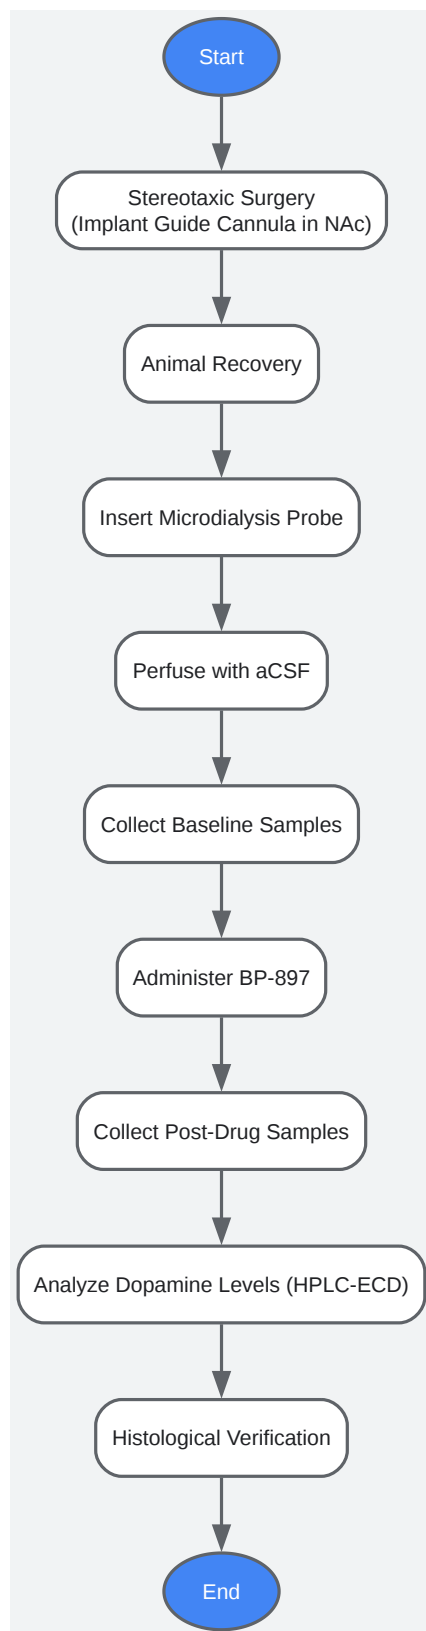 Start
Stereotaxic Surgery
(Implant Guide Cannula in NAc)
Animal Recovery
Insert Microdialysis Probe
Perfuse with aCSF
Collect Baseline Samples
Administer BP-897
Collect Post-Drug Samples
Analyze Dopamine Levels (HPLC-ECD)
Histological Verification
End